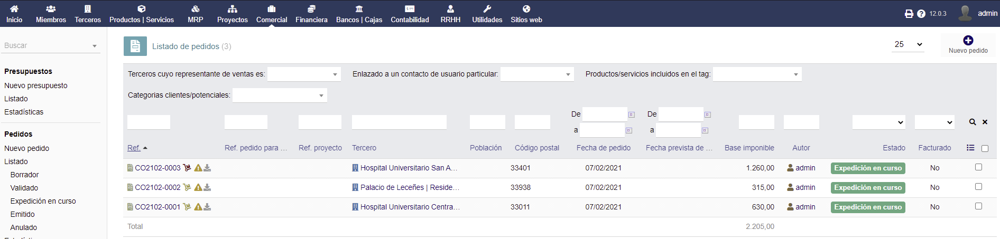 Inicio Miembros Terceros Productos | Servicios MRP Proyectos Comercial Financiera Bancos | Cajas Contabilidad RRHH Utilidades Sitios web 12.0.3 admin
Buscar
Presupuestos
Nuevo presupuesto
Listado
Estadísticas
Pedidos
Nuevo pedido
Listado
Borrador
Validado
Expedición en curso
Emitido
Anulado
Listado de pedidos (3)
25
Nuevo pedido
Terceros cuyo representante de ventas es: Enlazado a un contacto de usuario particular: Productos/servicios incluidos en el tag:
Categorias clientes/potenciales:
De De
a a
Ref. Ref. pedido para ... Ref. proyecto Tercero Población Código postal Fecha de pedido Fecha prevista de ... Base imponible Autor Estado Facturado
CO2102-0003 Hospital Universitario San A... 33401 07/02/2021 1.260,00 admin Expedición en curso No
CO2102-0002 Palacio de Leceñes | Reside... 33938 07/02/2021 315,00 admin Expedición en curso No
CO2102-0001 Hospital Universitario Centra... 33011 07/02/2021 630,00 admin Expedición en curso No
Total 2.205,00